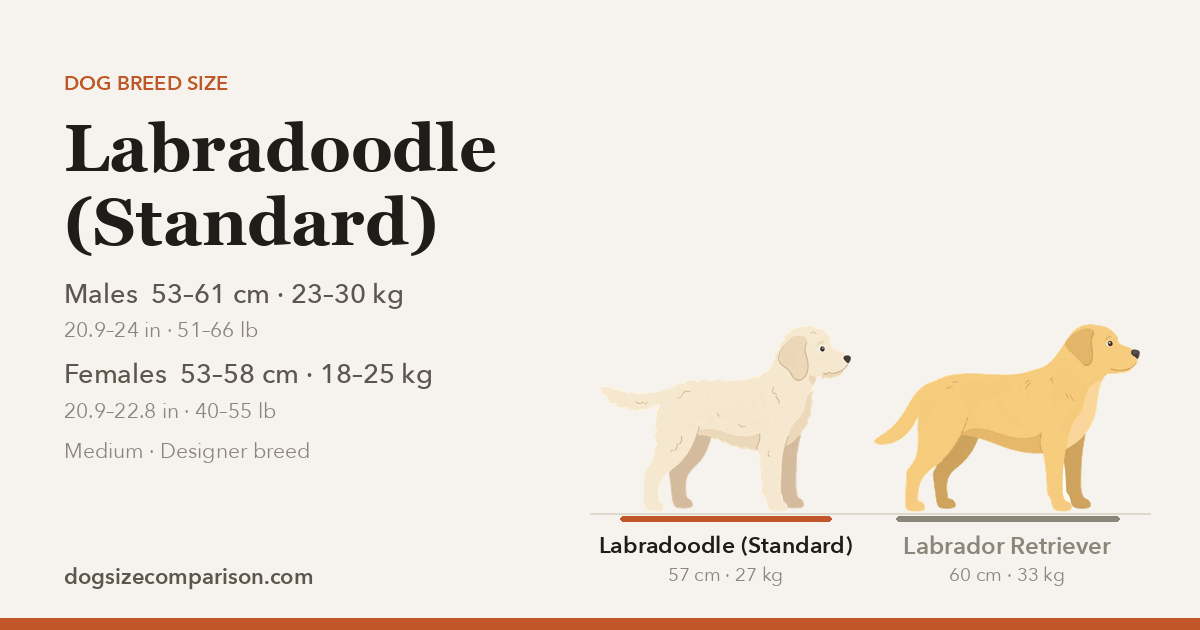 DOG BREED SIZE
Labradoodle
(Standard)
Males 53–61 cm · 23–30 kg
20.9–24 in · 51–66 lb
Females 53–58 cm · 18–25 kg
20.9–22.8 in · 40–55 lb
Medium · Designer breed
Labradoodle (Standard)
57 cm · 27 kg
Labrador Retriever
60 cm · 33 kg
dogsizecomparison.com